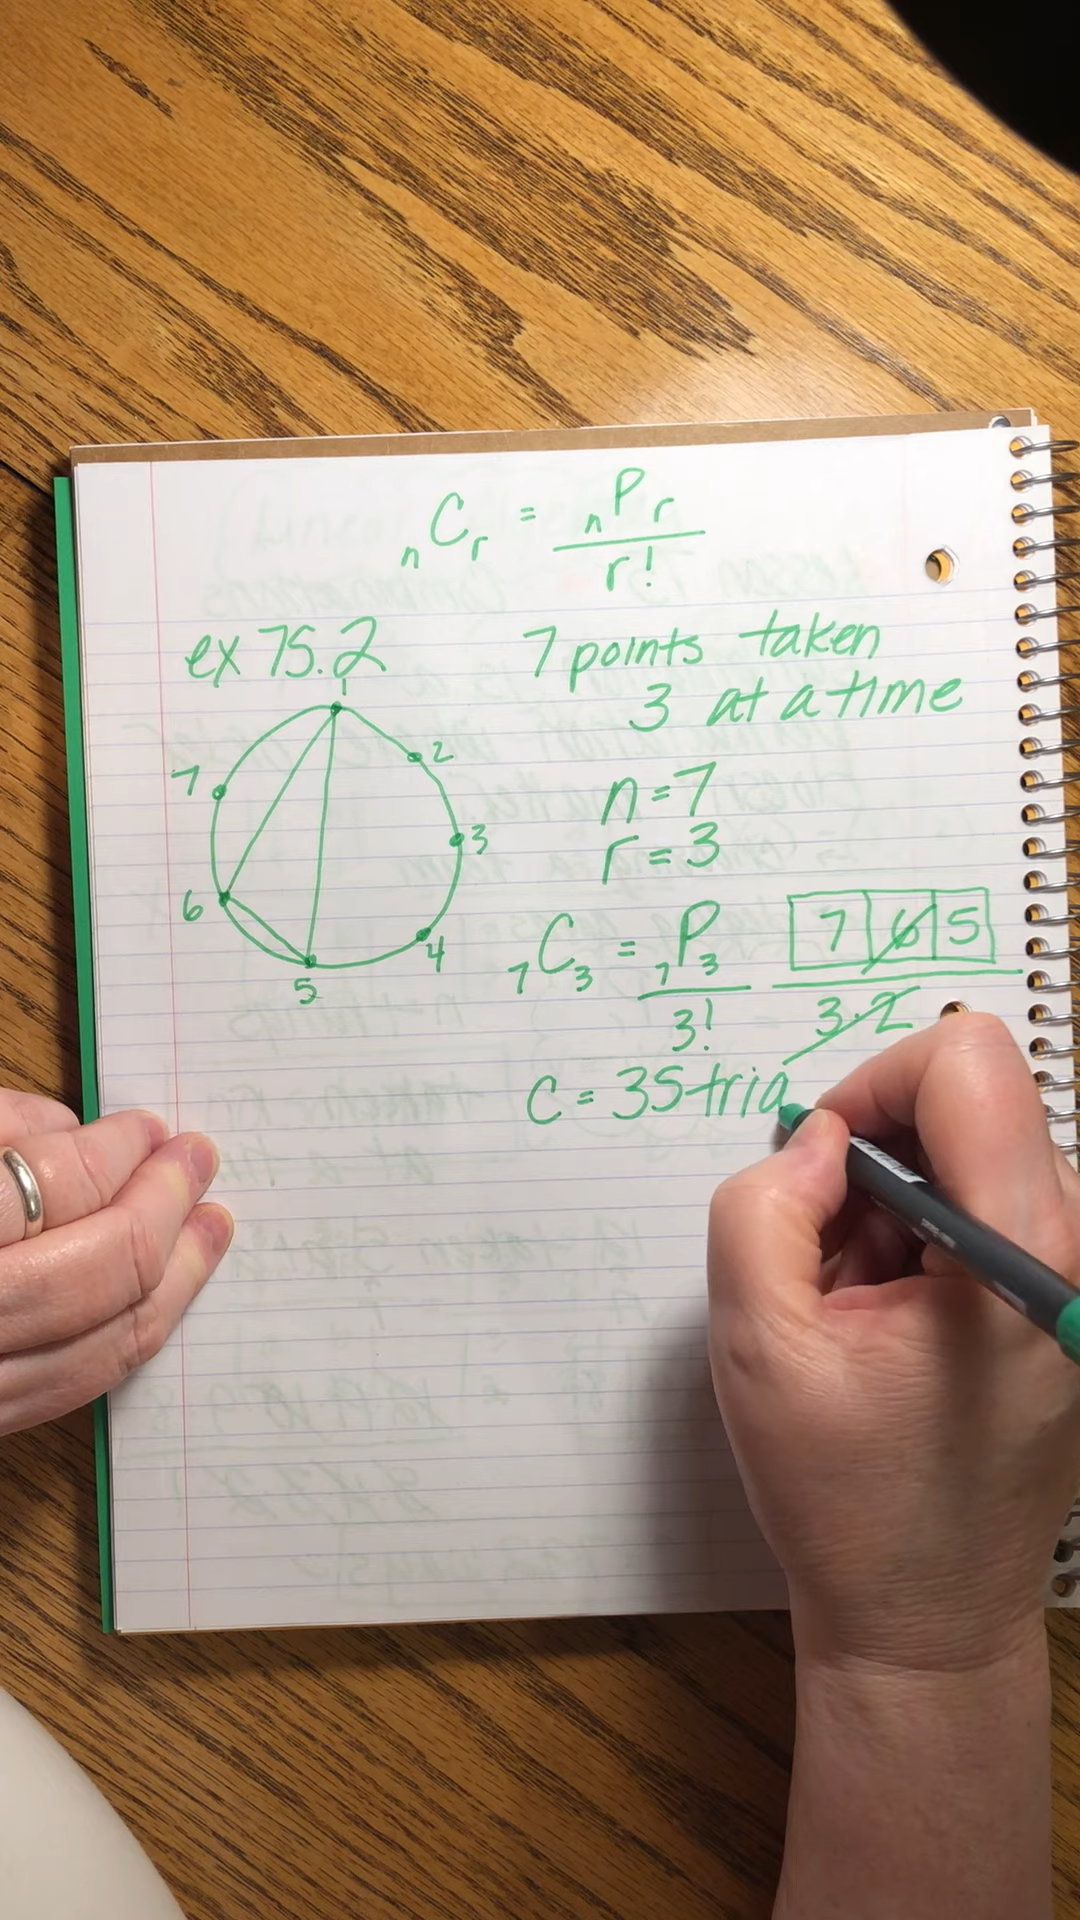 nCr = nPr
r!
ex 75.2
7 points taken
3 at a time
1
2
3
4
5
6
7
n = 7
r = 3
7C3 = 7P3
3!
7 6 5
3·2
C = 35 tria